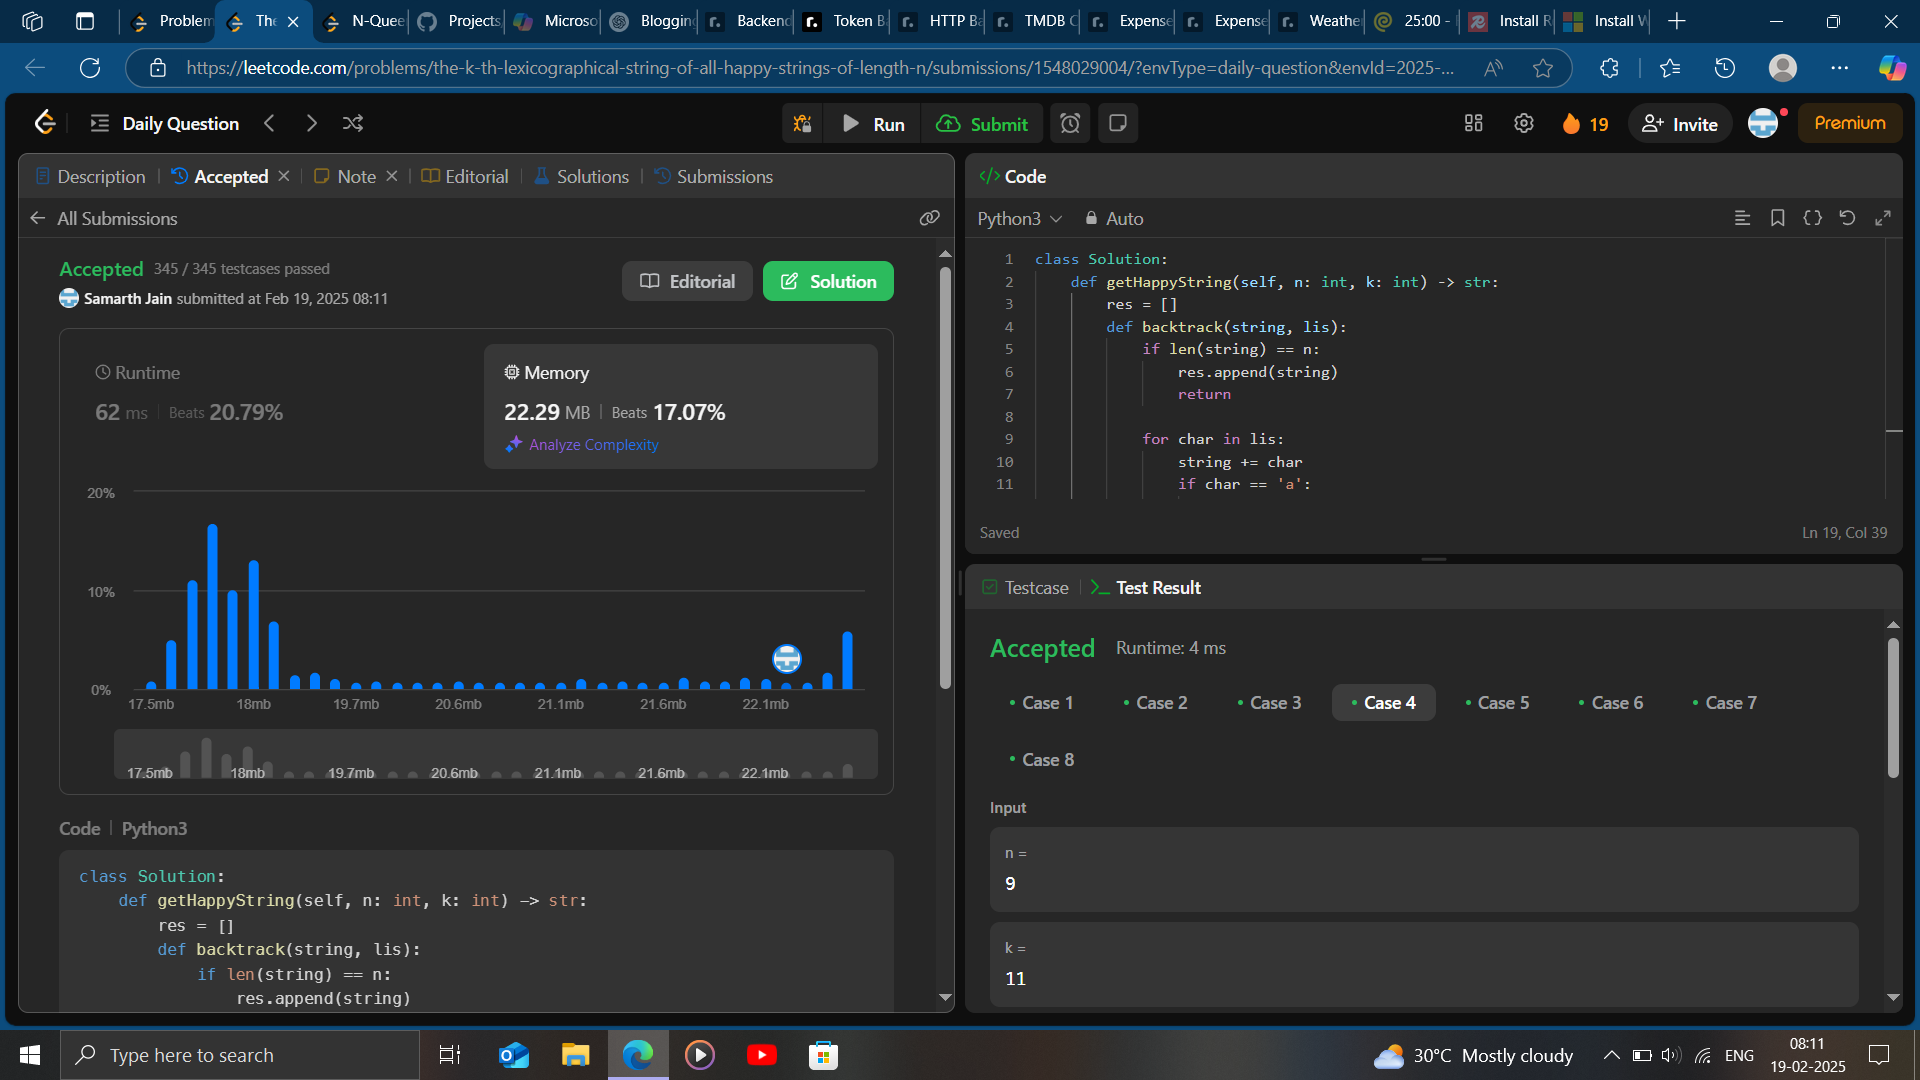 Problem
The
N-Quee
Projects
Microso
Blogging
Backend
Token B
HTTP Ba
TMDB C
Expense
Expense
Weather
25:00 -
Install R
Install W
https://leetcode.com/problems/the-k-th-lexicographical-string-of-all-happy-strings-of-length-n/submissions/1548029004/?envType=daily-question&envId=2025-...
Daily Question
Run
Submit
19
Invite
Premium
Description
Accepted
Note
Editorial
Solutions
Submissions
All Submissions
Accepted 345 / 345 testcases passed
Samarth Jain submitted at Feb 19, 2025 08:11
Editorial
Solution
Runtime
62 ms | Beats 20.79%
Memory
22.29 MB | Beats 17.07%
Analyze Complexity
20%
10%
0%
17.5mb 18mb 19.7mb 20.6mb 21.1mb 21.6mb 22.1mb
17.5mb 18mb 19.7mb 20.6mb 21.1mb 21.6mb 22.1mb
Code | Python3
class Solution:
    def getHappyString(self, n: int, k: int) -> str:
        res = []
        def backtrack(string, lis):
            if len(string) == n:
                res.append(string)
</> Code
Python3 Auto
1 class Solution:
2     def getHappyString(self, n: int, k: int) -> str:
3         res = []
4         def backtrack(string, lis):
5             if len(string) == n:
6                 res.append(string)
7                 return
8
9             for char in lis:
10                 string += char
11                 if char == 'a':
Saved
Ln 19, Col 39
Testcase
Test Result
Accepted Runtime: 4 ms
• Case 1 • Case 2 • Case 3 • Case 4 • Case 5 • Case 6 • Case 7
• Case 8
Input
n =
9
k =
11
Type here to search
30°C Mostly cloudy
ENG
08:11
19-02-2025